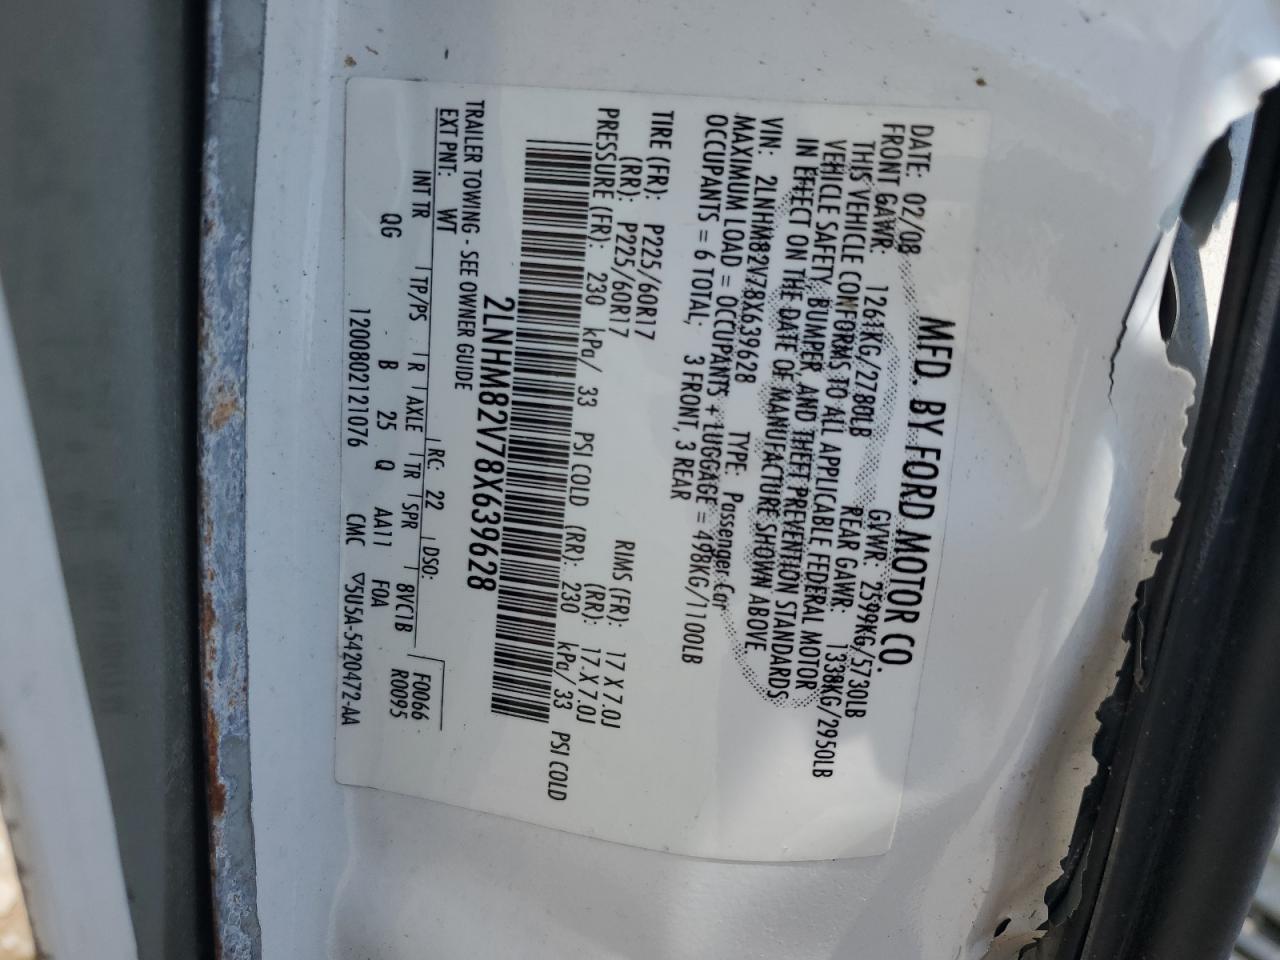 MFD. BY FORD MOTOR CO.
DATE: 02/08 GVWR: 2599KG/5730LB
FRONT GAWR: 1261KG/2780LB REAR GAWR: 1338KG/2950LB
THIS VEHICLE CONFORMS TO ALL APPLICABLE FEDERAL MOTOR
VEHICLE SAFETY, BUMPER, AND THEFT PREVENTION STANDARDS
IN EFFECT ON THE DATE OF MANUFACTURE SHOWN ABOVE.
VIN: 2LNHM82V78X639628 TYPE: Passenger Car
MAXIMUM LOAD = OCCUPANTS + LUGGAGE = 498KG/1100LB
OCCUPANTS = 6 TOTAL, 3 FRONT, 3 REAR
TIRE (FR): P225/60R17 RIMS (FR): 17 X 7.0J
(RR): P225/60R17 (RR): 17 X 7.0J
PRESSURE (FR): 230 kPa/ 33 PSI COLD (RR): 230 kPa/ 33 PSI COLD
2LNHM82V78X639628
TRAILER TOWING - SEE OWNER GUIDE
EXT PNT: WT RC: 22 DSO:
F0066
INT TR TP/PS R AXLE TR SPR 8VC1B R0095
QG B 25 Q AA11 F0A
12008021 21076 CMC ▽5U5A-5420472-AA